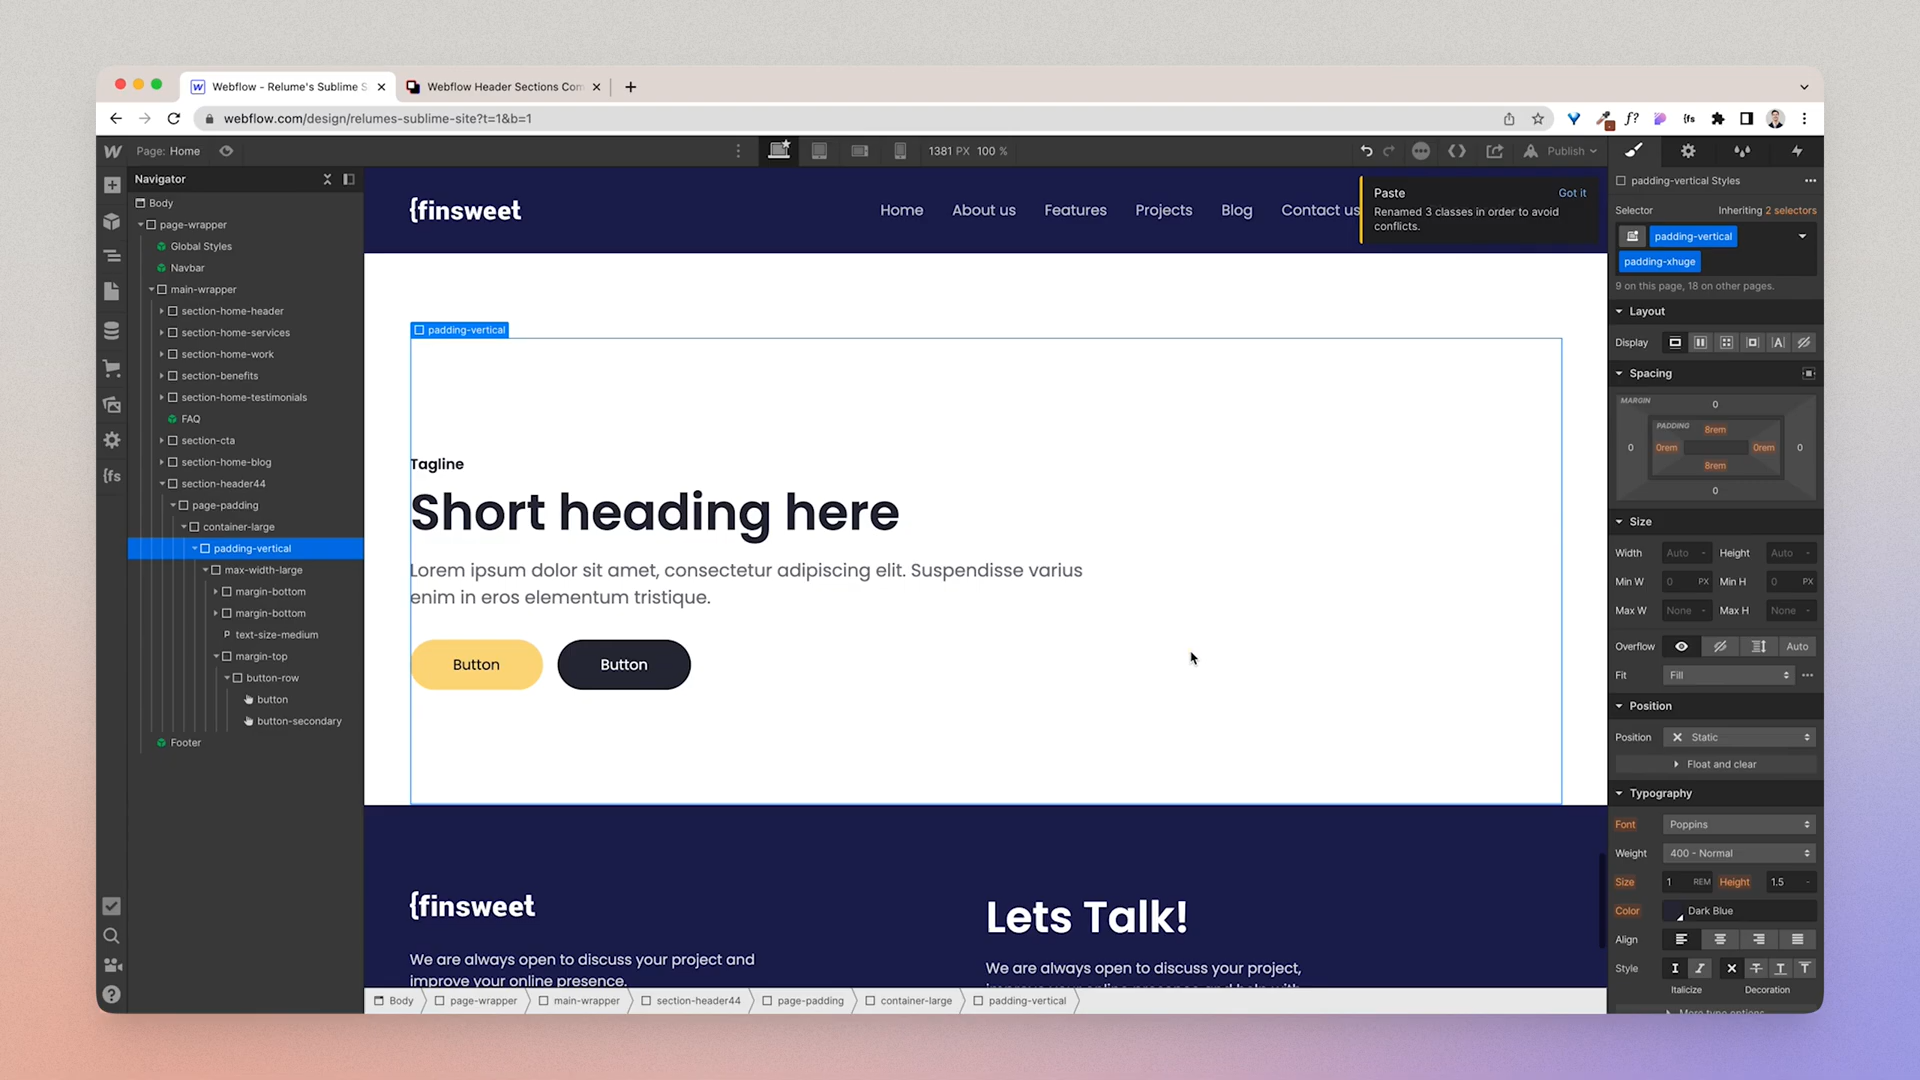 Webflow - Relume's Sublime S
Webflow Header Sections Com
webflow.com/design/relumes-sublime-site?t=1&b=1
f?
{fs
Page: Home
1381 PX 100 %
Publish
Navigator
Body
page-wrapper
Global Styles
Navbar
main-wrapper
section-home-header
section-home-services
section-home-work
section-benefits
section-home-testimonials
FAQ
section-cta
section-home-blog
section-header44
page-padding
container-large
padding-vertical
max-width-large
margin-bottom
margin-bottom
text-size-medium
margin-top
button-row
button
button-secondary
Footer
{fs
{finsweet
Home
About us
Features
Projects
Blog
Contact us
Paste
Got it
Renamed 3 classes in order to avoid
conflicts.
padding-vertical
Tagline
Short heading here
Lorem ipsum dolor sit amet, consectetur adipiscing elit. Suspendisse varius
enim in eros elementum tristique.
Button
Button
{finsweet
We are always open to discuss your project and
improve your online presence.
Lets Talk!
We are always open to discuss your project,
Body
page-wrapper
main-wrapper
section-header44
page-padding
container-large
padding-vertical
padding-vertical Styles
Selector
Inheriting 2 selectors
padding-vertical
padding-xhuge
9 on this page, 18 on other pages.
Layout
Display
Spacing
MARGIN
0
PADDING
8rem
0
0rem
0rem
0
8rem
0
Size
Width Auto - Height Auto -
Min W 0 PX Min H 0 PX
Max W None - Max H None -
Overflow Auto
Fit Fill
Position
Position Static
Float and clear
Typography
Font Poppins
Weight 400 - Normal
Size 1 REM Height 1.5 -
Color Dark Blue
Align
Style
Italicize Decoration
More type options